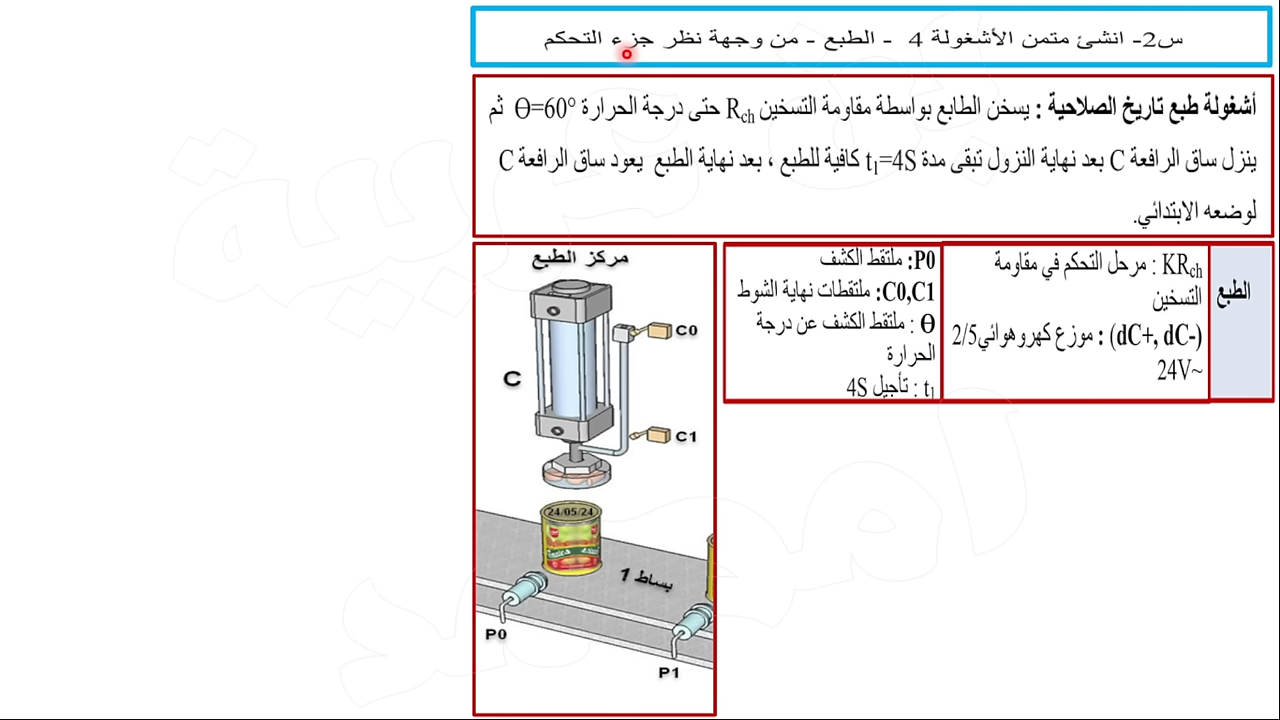 س2- انشئ متمن الأشغولة 4 - الطبع - من وجهة نظر جزء التحكم
أشغولة طبع تاريخ الصلاحية : يسخن الطابع بواسطة مقاومة التسخين Rch حتى درجة الحرارة Ө=60° ثم
ينزل ساق الرافعة C بعد نهاية النزول تبقى مدة t1=4S كافية للطبع ، بعد نهاية الطبع يعود ساق الرافعة C
لوضعه الابتدائي.
الطبع
KRch : مرحل التحكم في مقاومة
التسخين
(dC+, dC-) : موزع كهروهوائي2/5
24V~
P0: ملتقط الكشف
C0,C1: ملتقطات نهاية الشوط
Ө : ملتقط الكشف عن درجة
الحرارة
t1 : تأجيل 4S
مركز الطبع
C0
C
C1
24/05/24
بساط 1
P0
P1